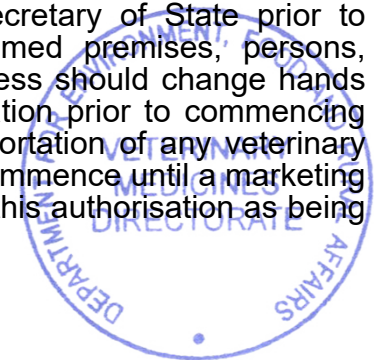 ecretary of State prior to
med premises, persons,
ess should change hands
tion prior to commencing
ortation of any veterinary
mmence until a marketing
his authorisation as being
DEPARTMENT FOR ENVIRONMENT, FOOD AND RURAL AFFAIRS
VETERINARY
MEDICINES
DIRECTORATE